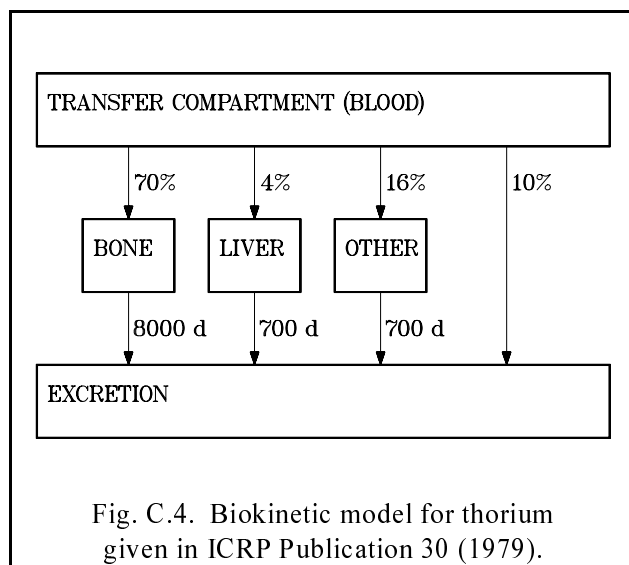 TRANSFER COMPARTMENT (BLOOD)
70% 4% 16% 10%
BONE LIVER OTHER
8000 d 700 d 700 d
EXCRETION
Fig. C.4. Biokinetic model for thorium
given in ICRP Publication 30 (1979).